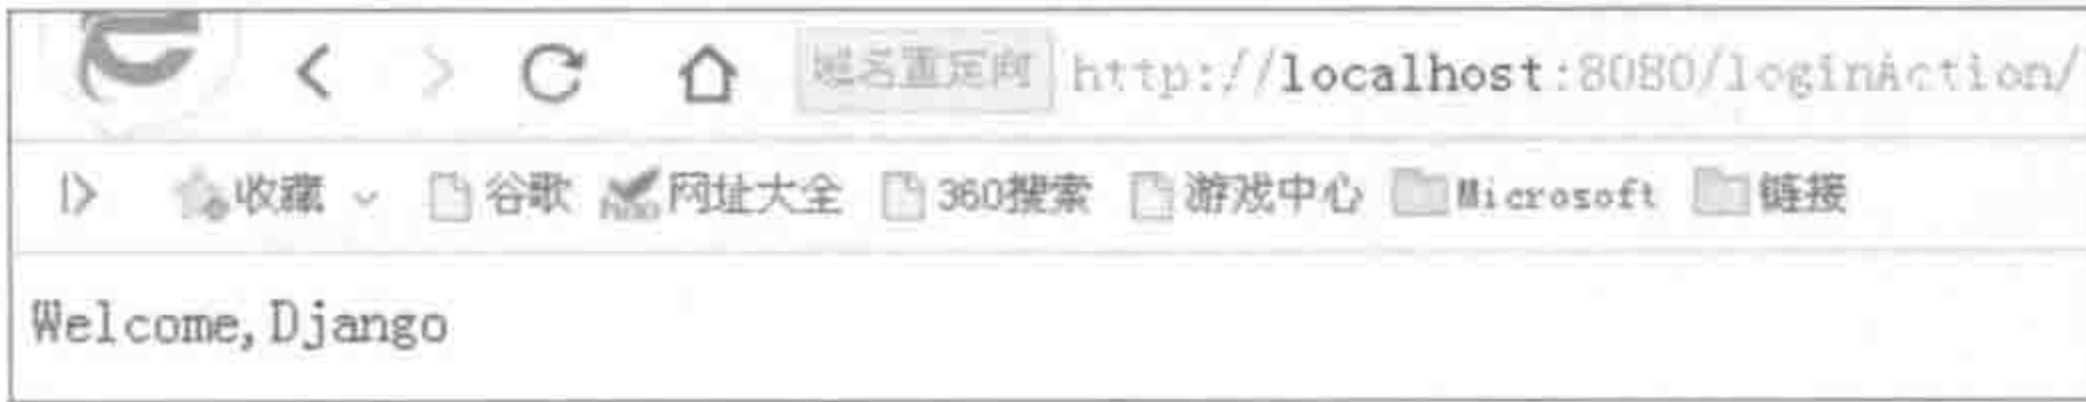 域名重定向 http://localhost:8080/loginAction/
收藏 谷歌 网址大全 360搜索 游戏中心 Microsoft 链接
Welcome,Django